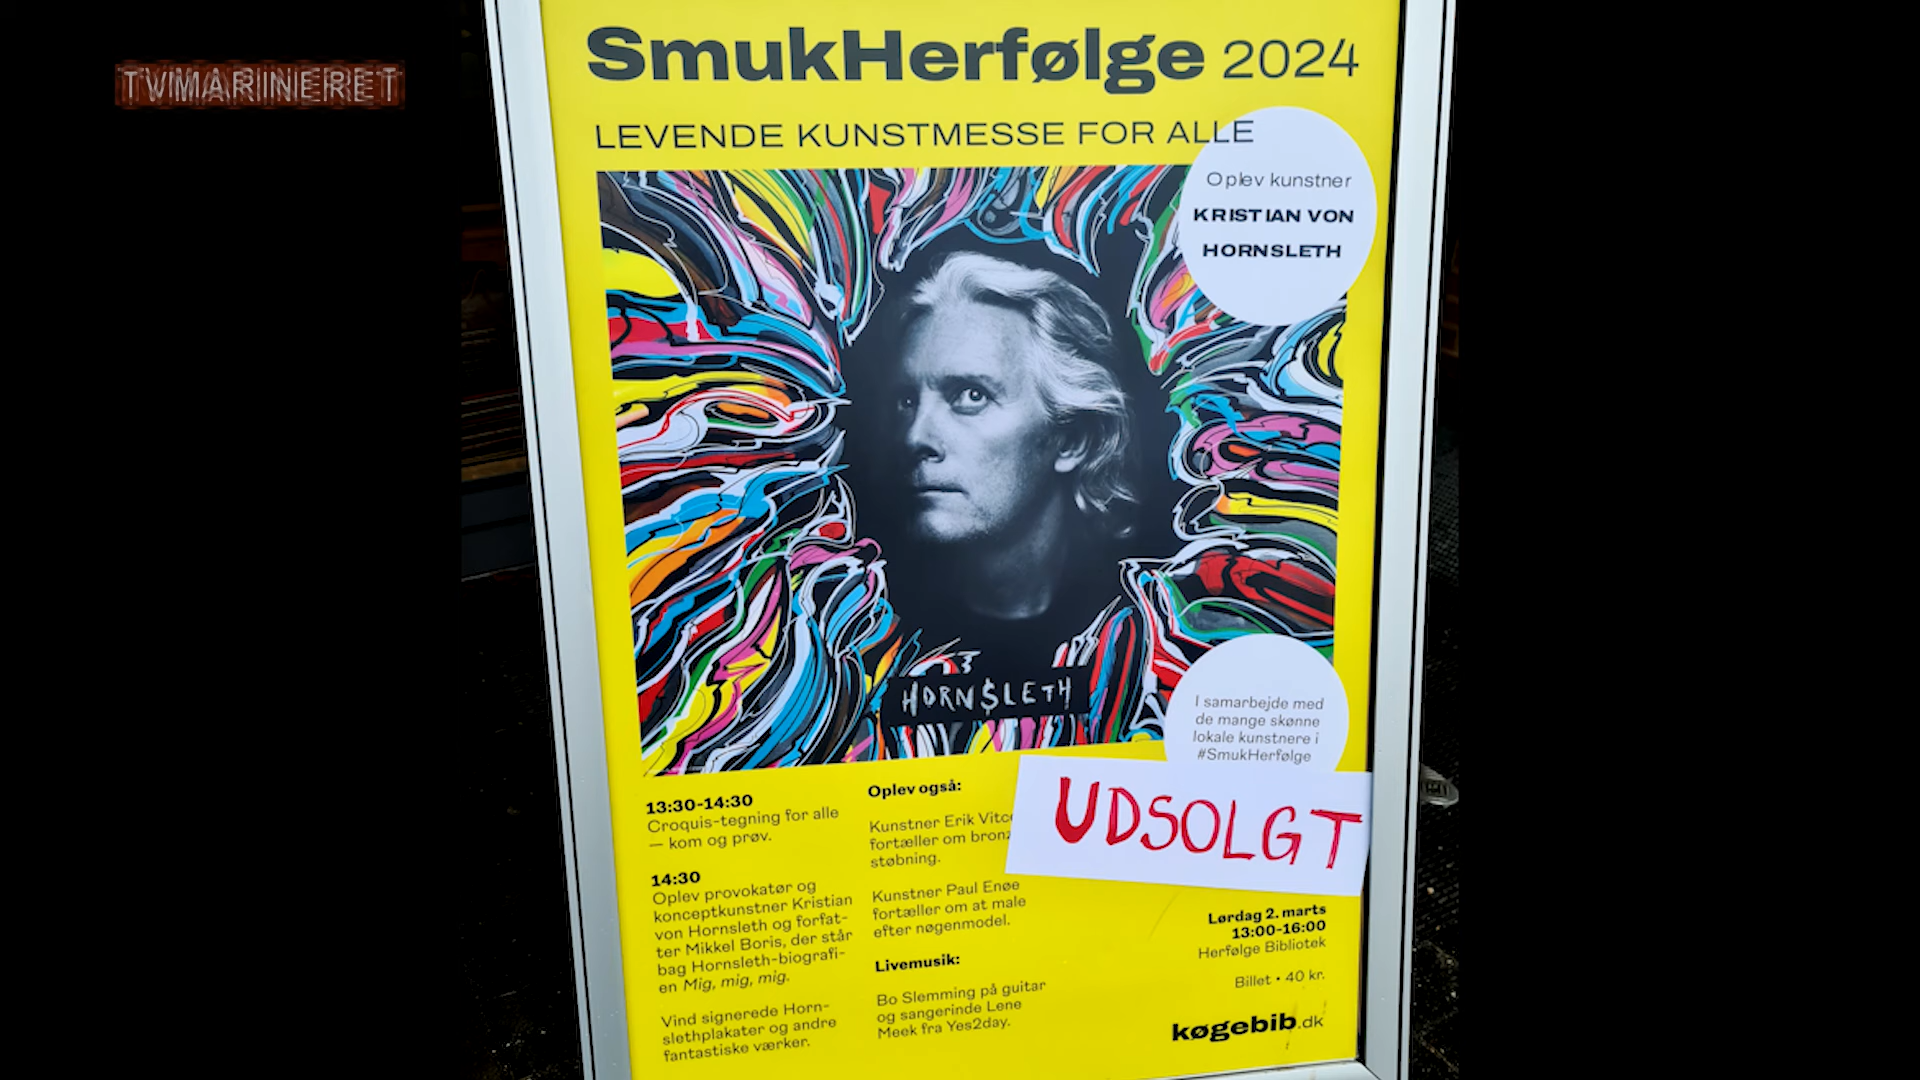 TVMARINERET
SmukHerfølge 2024
LEVENDE KUNSTMESSE FOR ALLE
Oplev kunstner
KRISTIAN VON
HORNSLETH
HORN$LETH
I samarbejde med
de mange skønne
lokale kunstnere i
#SmukHerfølge
UDSOLGT
13:30-14:30
Croquis-tegning for alle
— kom og prøv.
14:30
Oplev provokatør og
konceptkunstner Kristian
von Hornsleth og forfat-
ter Mikkel Boris, der står
bag Hornsleth-biografi-
en Mig, mig, mig.
Vind signerede Horn-
slethplakater og andre
fantastiske værker.
Oplev også:
Kunstner Erik
fortæller om
støbning.
Kunstner Paul Enøe
fortæller om at male
efter nøgenmodel.
Livemusik:
Bo Slemming på guitar
og sangerinde Lene
Meek fra Yes2day.
Lørdag 2. marts
13:00-16:00
Herfølge Bibliotek
Billet • 40 kr.
køgebib.dk